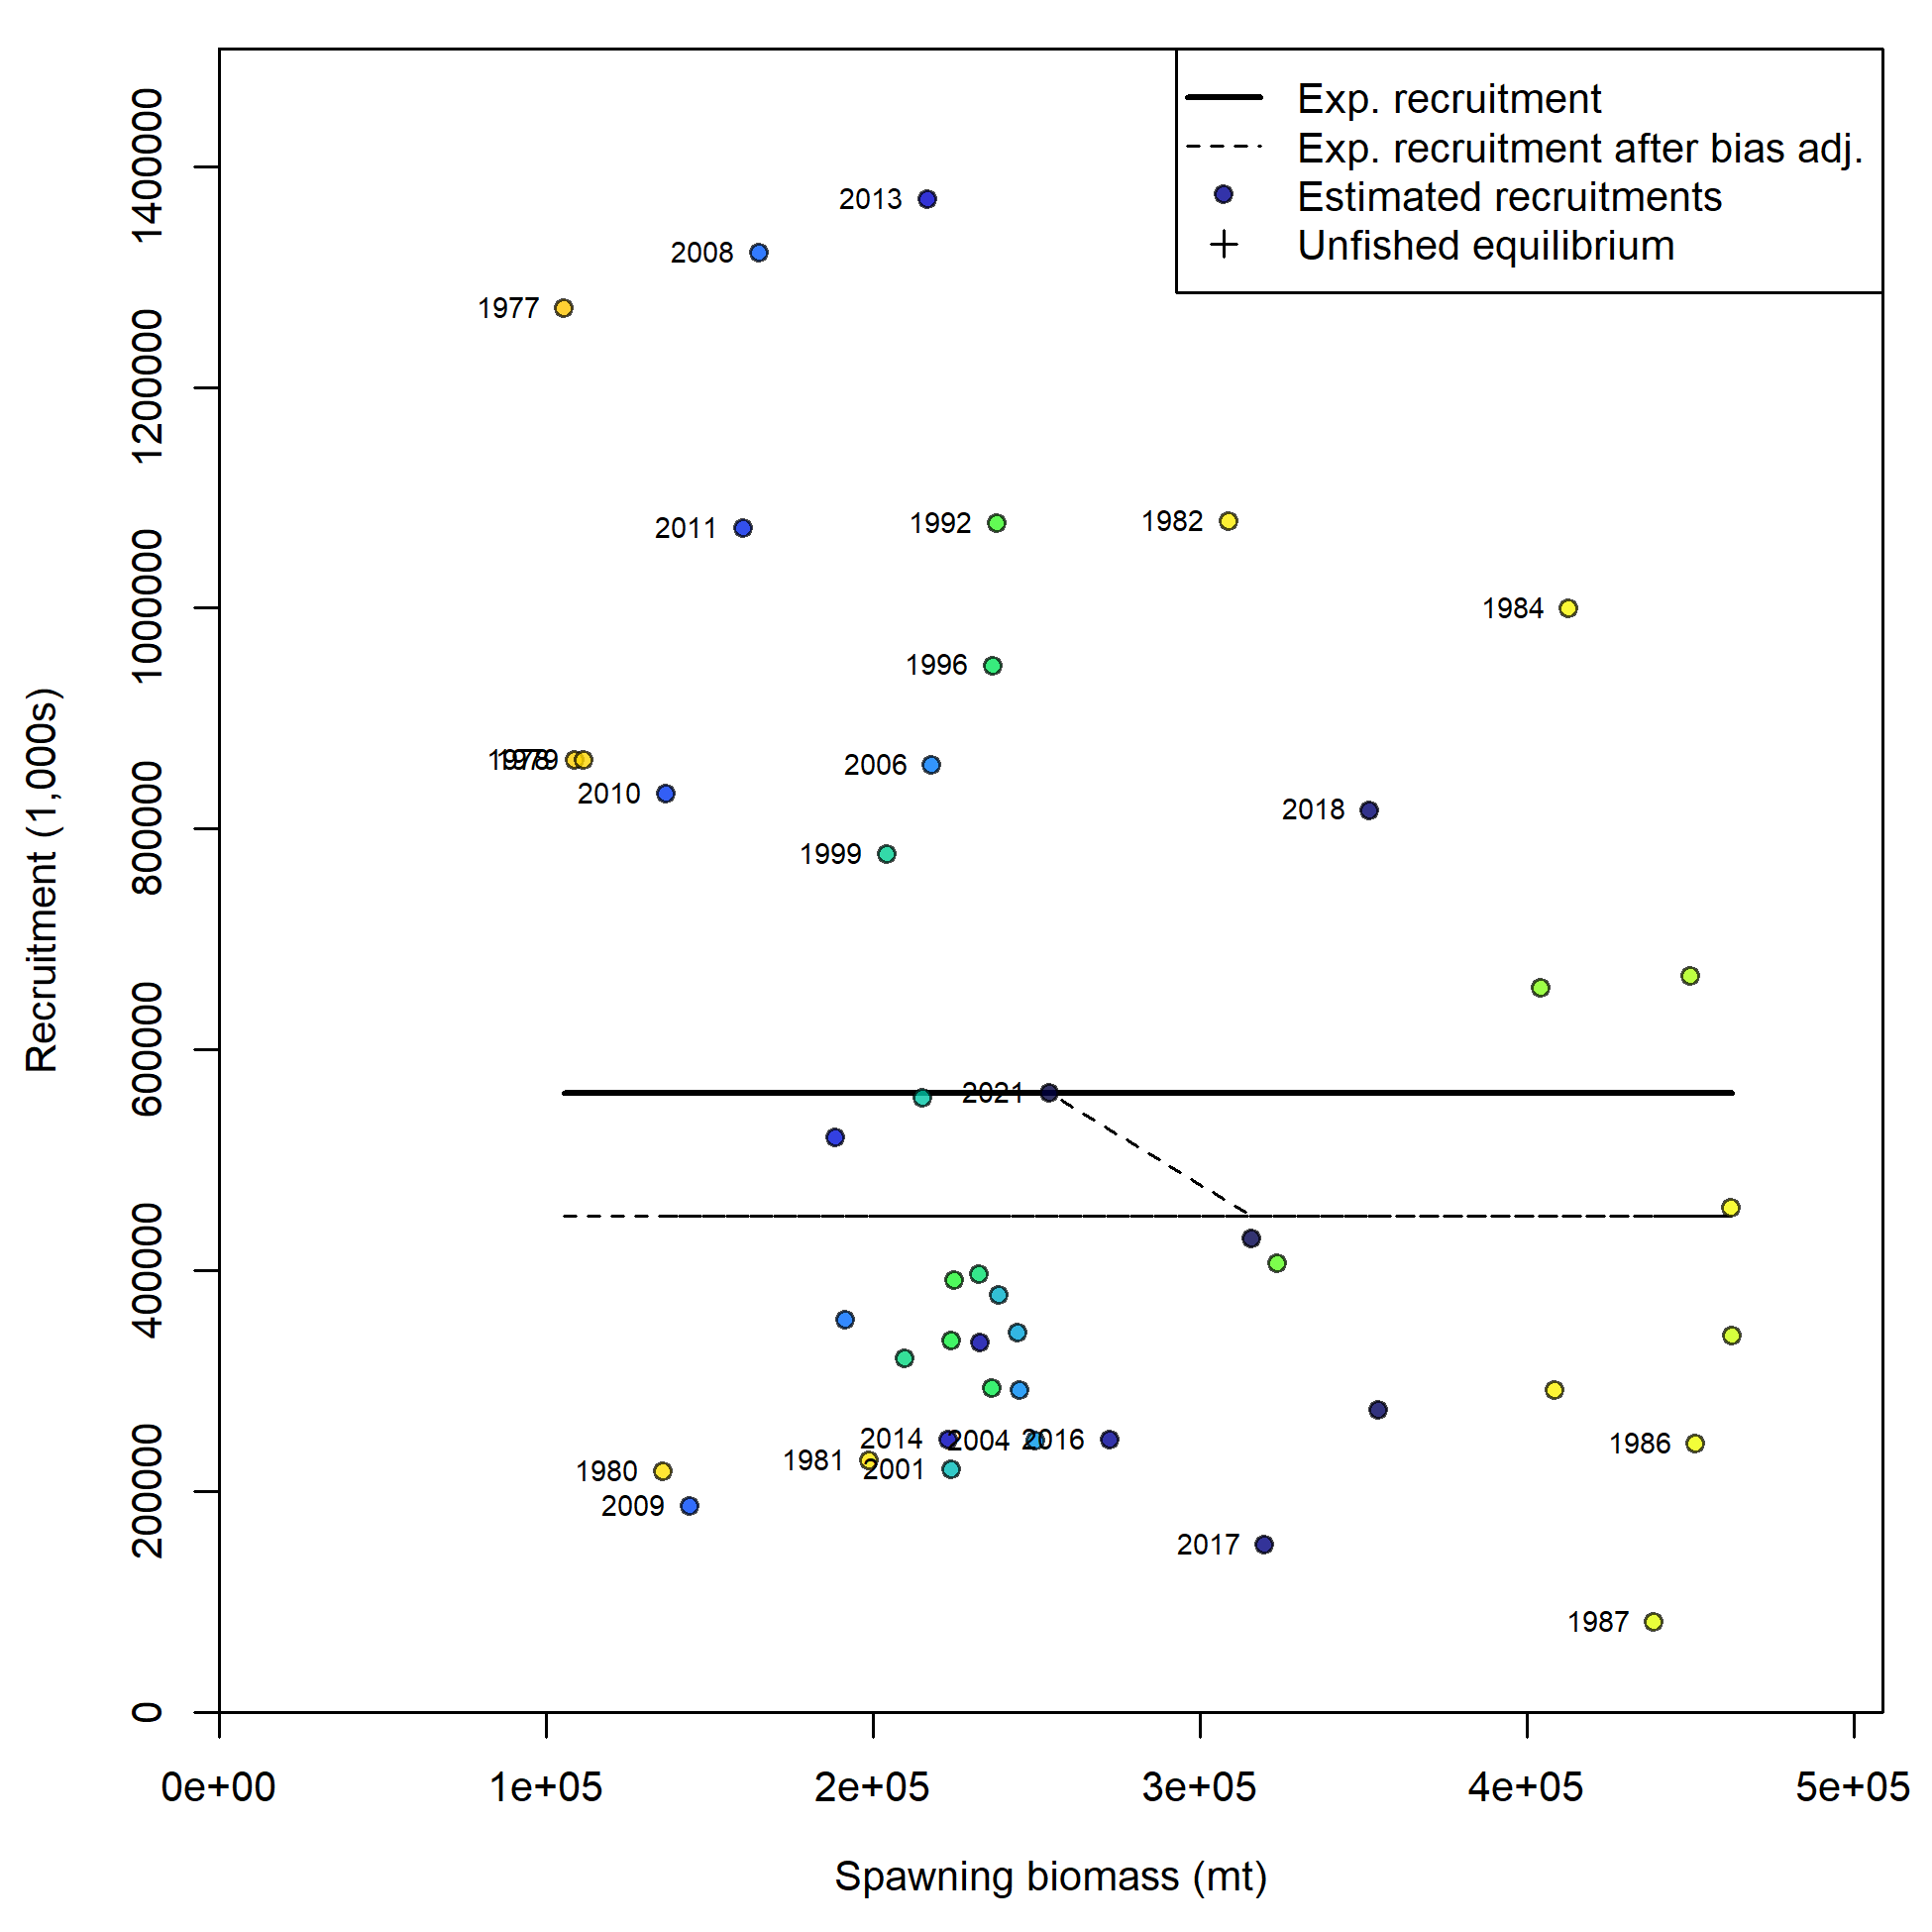 Exp. recruitment
Exp. recruitment after bias adj.
Estimated recruitments
Unfished equilibrium
1400000
1200000
1000000
800000
600000
400000
200000
0
Recruitment (1,000s)
2013
2008
1977
2011
1992
1982
1984
1996
1978
1979
2010
2006
2018
1999
2021
2014
2004
2016
1986
1981
2001
1980
2009
2017
1987
0e+00
1e+05
2e+05
3e+05
4e+05
5e+05
Spawning biomass (mt)